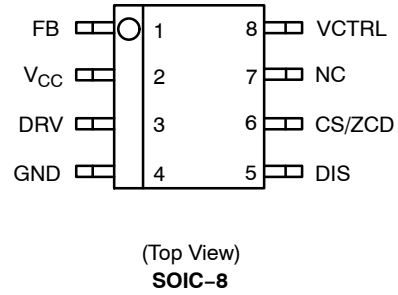 FB 1 8 VCTRL
VCC 2 7 NC
DRV 3 6 CS/ZCD
GND 4 5 DIS
(Top View)
SOIC−8